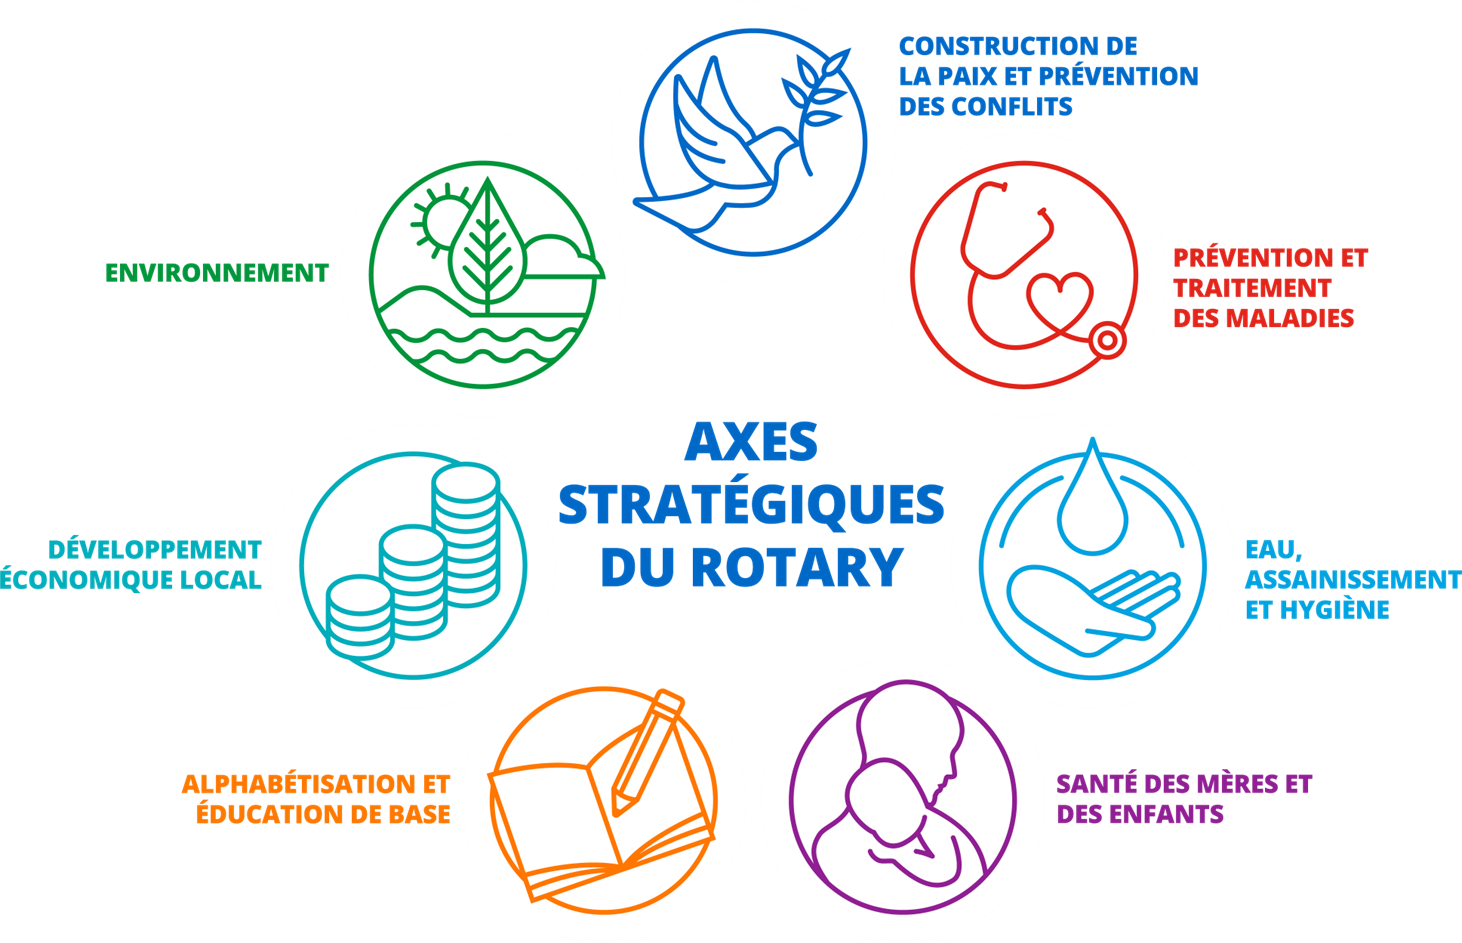 CONSTRUCTION DE
LA PAIX ET PRÉVENTION
DES CONFLITS
ENVIRONNEMENT
PRÉVENTION ET
TRAITEMENT
DES MALADIES
AXES
STRATÉGIQUES
DU ROTARY
DÉVELOPPEMENT
ÉCONOMIQUE LOCAL
EAU,
ASSAINISSEMENT
ET HYGIÈNE
ALPHABÉTISATION ET
ÉDUCATION DE BASE
SANTÉ DES MÈRES ET
DES ENFANTS